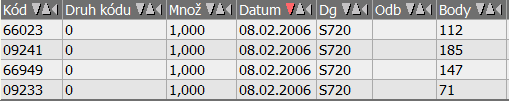 Kód Druh kódu Množ Datum Dg Odb Body
66023 0 1,000 08.02.2006 S720 112
09241 0 1,000 08.02.2006 S720 185
66949 0 1,000 08.02.2006 S720 147
09233 0 1,000 08.02.2006 S720 71